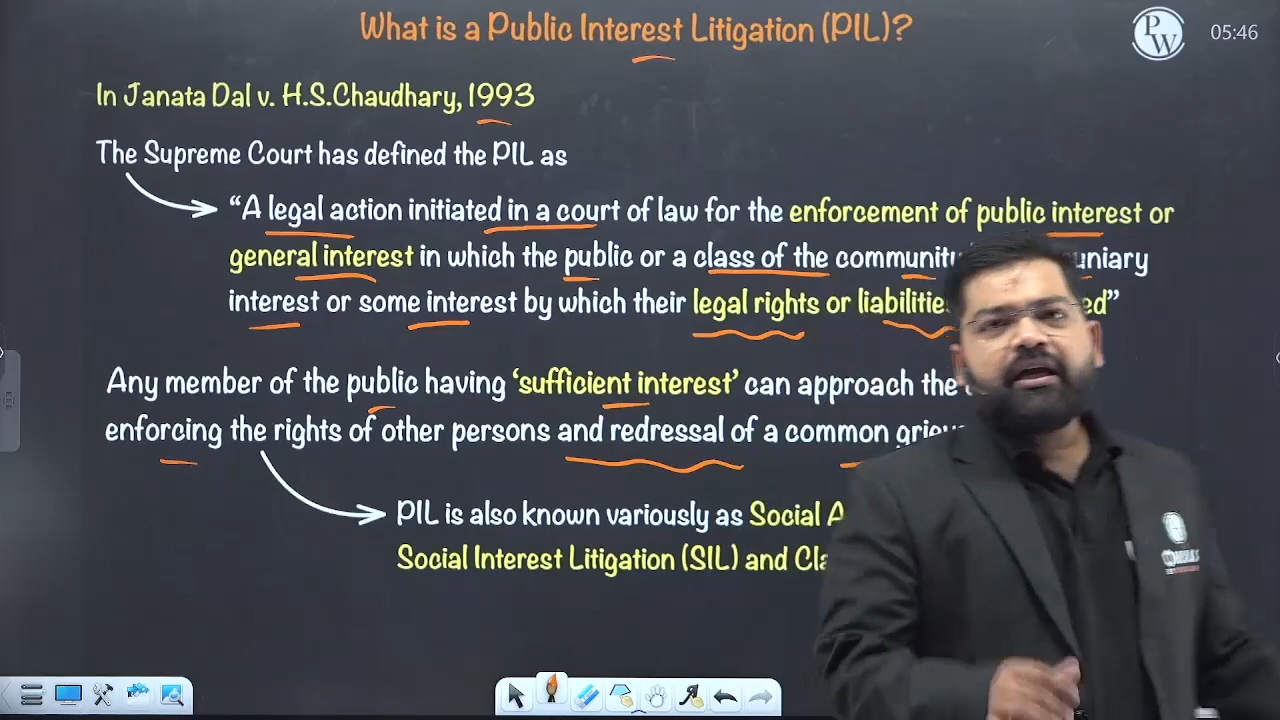 What is a Public Interest Litigation (PIL)?
PW
05:46
In Janata Dal v. H.S.Chaudhary, 1993
The Supreme Court has defined the PIL as
“A legal action initiated in a court of law for the enforcement of public interest or
general interest in which the public or a class of the community
interest or some interest by which their legal rights or liabilities
Any member of the public having ‘sufficient interest’ can approach the
enforcing the rights of other persons and redressal of a common
PIL is also known variously as Social
Social Interest Litigation (SIL) and